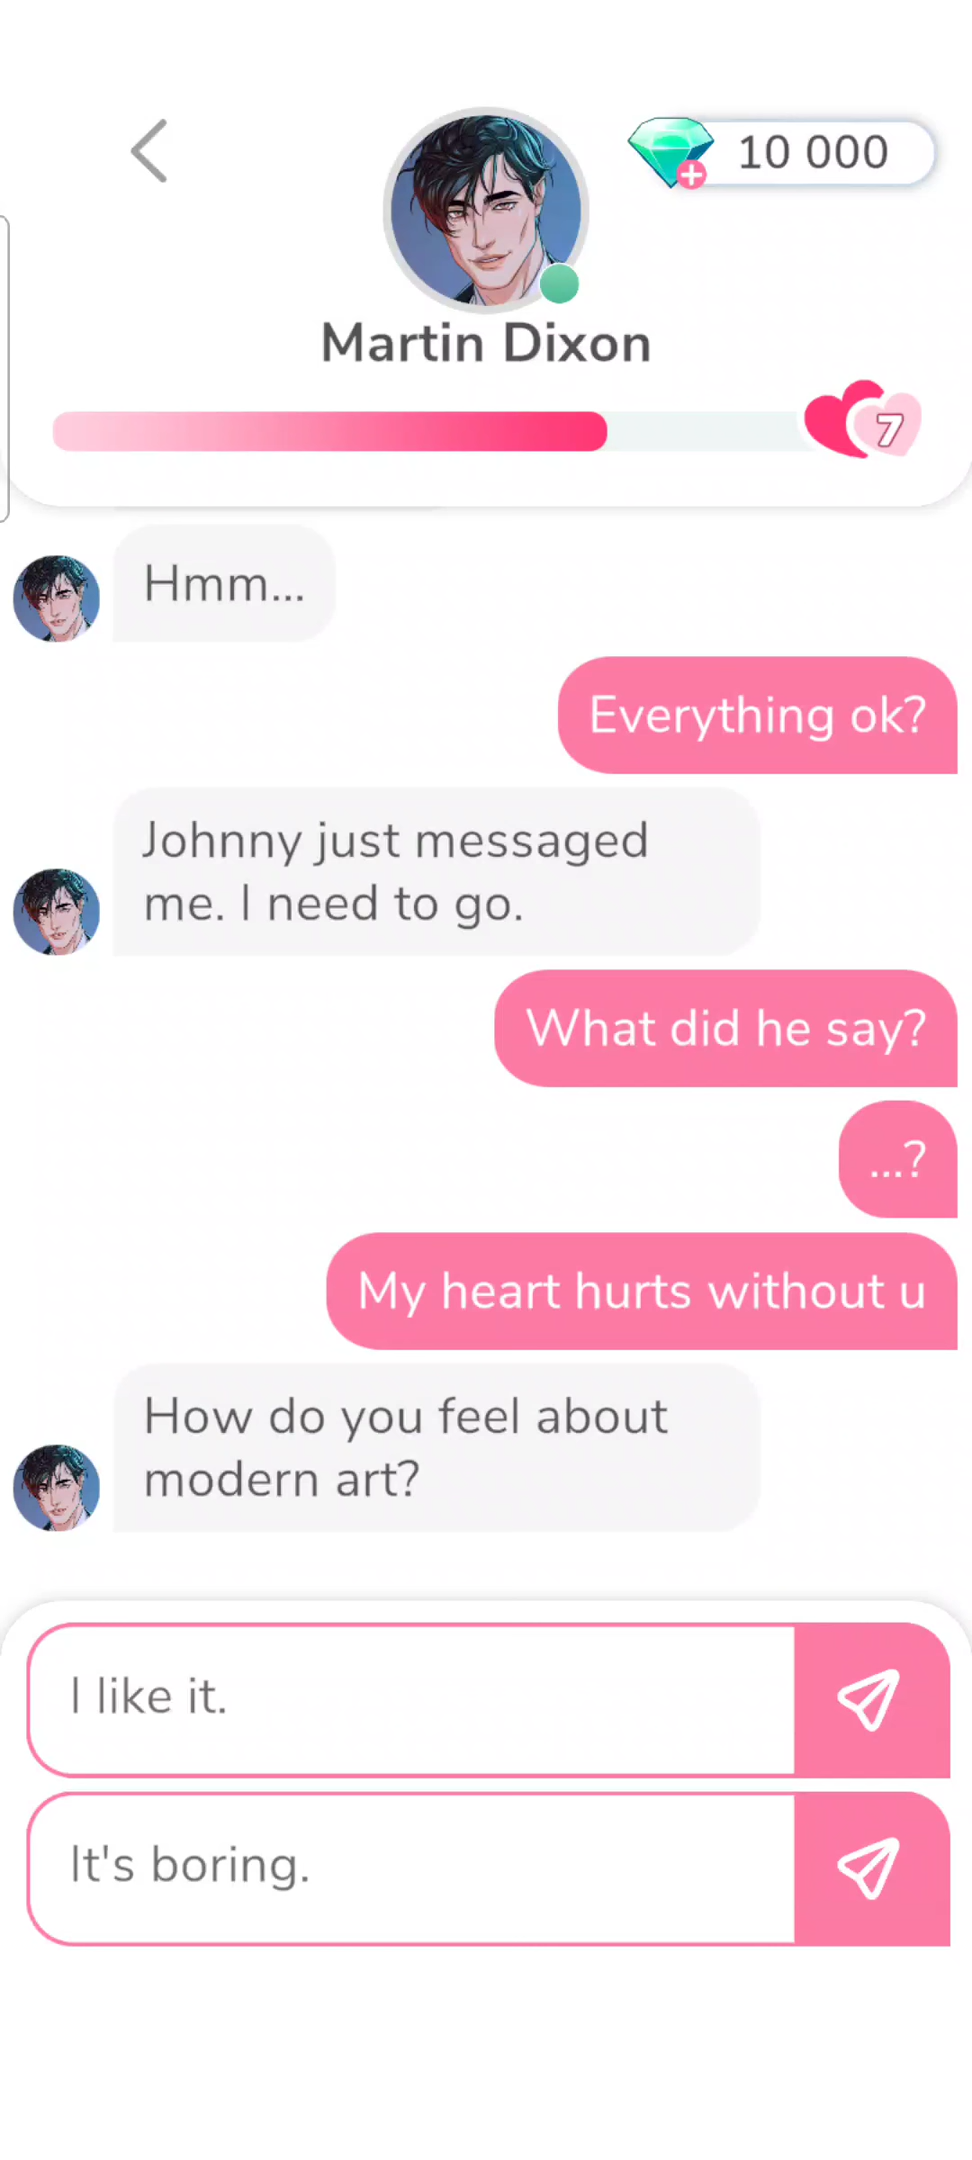 10 000
Martin Dixon
7
Hmm...
Everything ok?
Johnny just messaged
me. I need to go.
What did he say?
...?
My heart hurts without u
How do you feel about
modern art?
I like it.
It's boring.